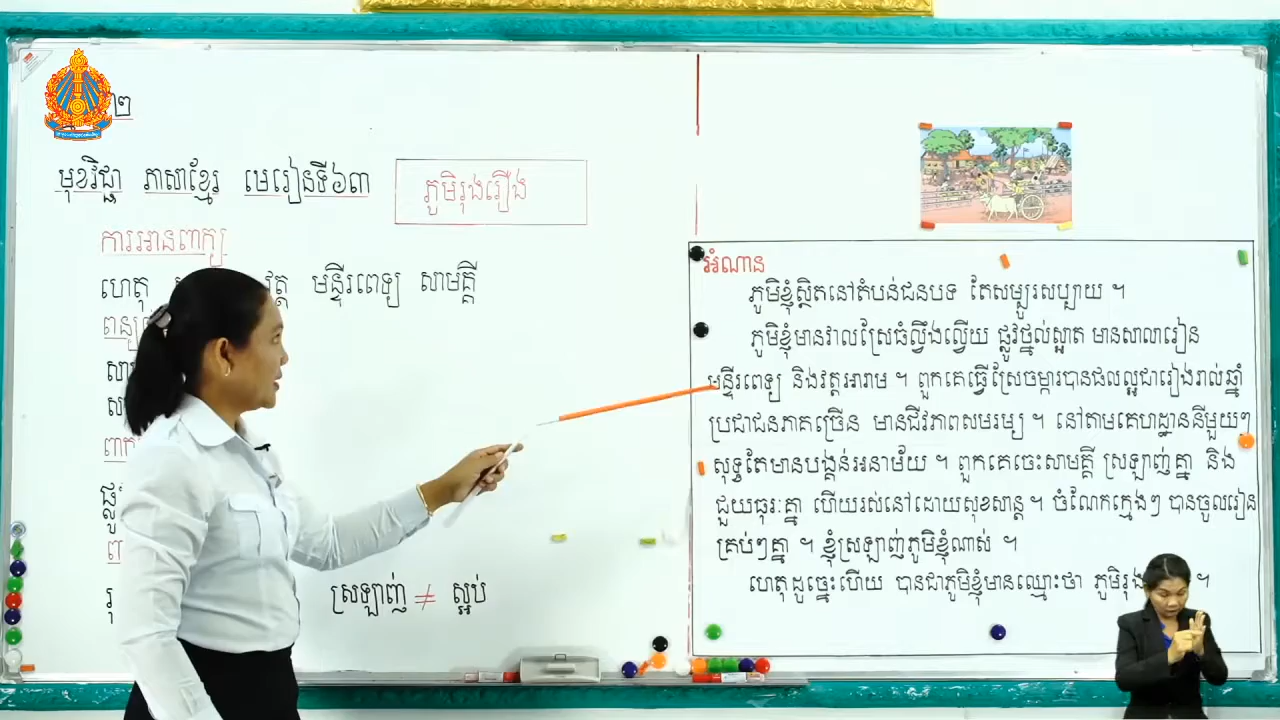 ២
មុខវិជ្ជា ភាសាខ្មែរ មេរៀនទី៦៣
ភូមិរុងរឿង
ការអានពាក្យ
ហេតុ វត្ត មន្ទីរពេទ្យ សាមគ្គី
ស្រឡាញ់ ≠ ស្អប់
អំណាន
ភូមិខ្ញុំស្ថិតនៅតំបន់ជនបទ តែសម្បូរសប្បាយ ។
ភូមិខ្ញុំមានវាលស្រែធំល្វឹងល្វើយ ផ្លូវថ្នល់ស្អាត មានសាលារៀន
មន្ទីរពេទ្យ និងវត្តអារាម ។ ពួកគេធ្វើស្រែចម្ការបានផលល្អជារៀងរាល់ឆ្នាំ
ប្រជាជនភាគច្រើន មានជីវភាពសមរម្យ ។ នៅតាមគេហដ្ឋាននីមួយៗ
សុទ្ធតែមានបង្គន់អនាម័យ ។ ពួកគេចេះសាមគ្គី ស្រឡាញ់គ្នា និង
ជួយធុរៈគ្នា ហើយរស់នៅដោយសុខសាន្ត ។ ចំណែកក្មេងៗ បានចូលរៀន
គ្រប់ៗគ្នា ។ ខ្ញុំស្រឡាញ់ភូមិខ្ញុំណាស់ ។
ហេតុដូច្នេះហើយ បានជាភូមិខ្ញុំមានឈ្មោះថា ភូមិរុង ។